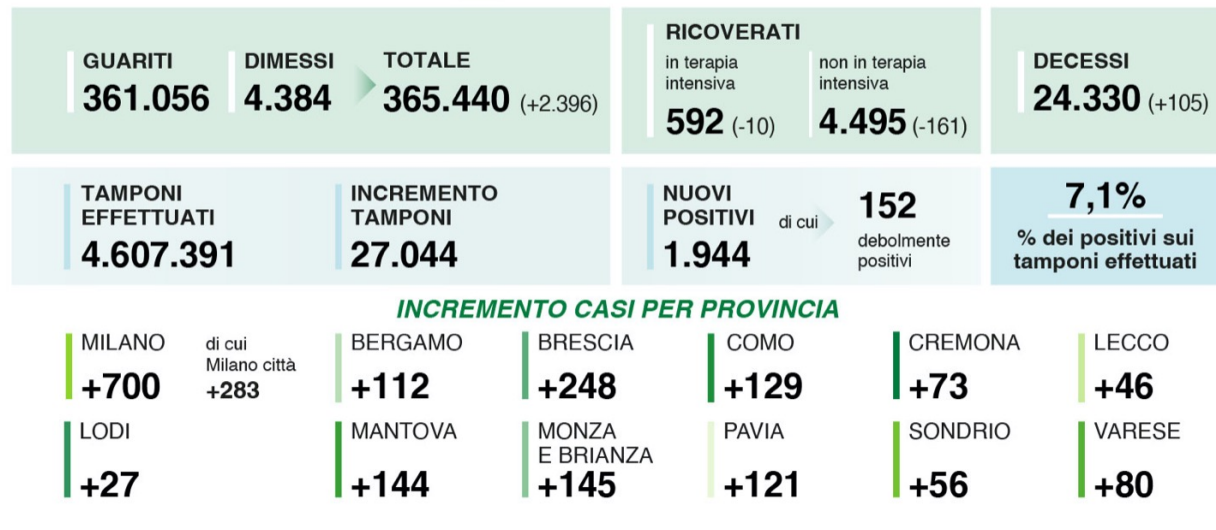 GUARITI
361.056
DIMESSI
4.384
TOTALE
365.440 (+2.396)
RICOVERATI
in terapia
intensiva
592 (-10)
non in terapia
intensiva
4.495 (-161)
DECESSI
24.330 (+105)
TAMPONI
EFFETTUATI
4.607.391
INCREMENTO
TAMPONI
27.044
NUOVI
POSITIVI
1.944
di cui
152
debolmente
positivi
7,1%
% dei positivi sui
tamponi effettuati
INCREMENTO CASI PER PROVINCIA
MILANO
+700
di cui
Milano città
+283
BERGAMO
+112
BRESCIA
+248
COMO
+129
CREMONA
+73
LECCO
+46
LODI
+27
MANTOVA
+144
MONZA
E BRIANZA
+145
PAVIA
+121
SONDRIO
+56
VARESE
+80